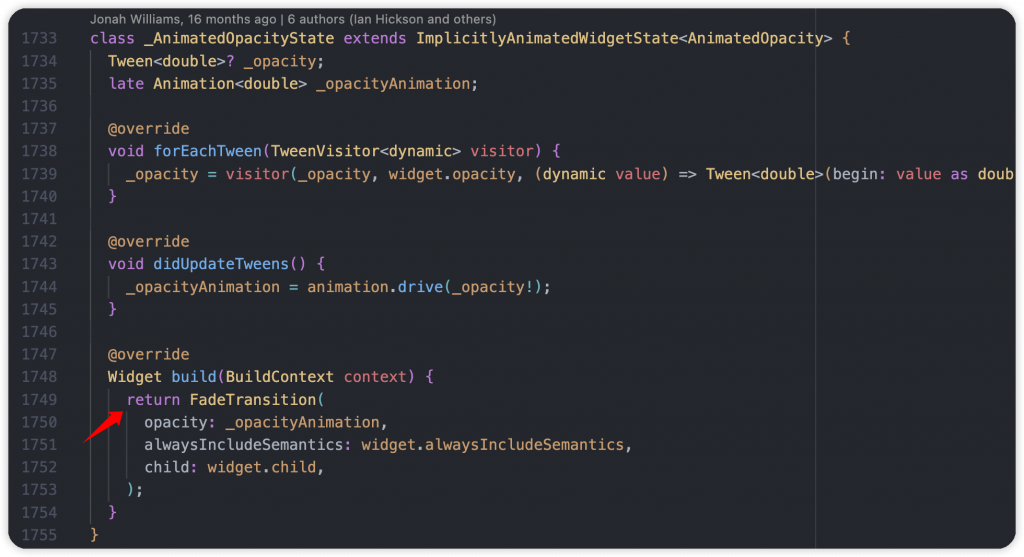 Jonah Williams, 16 months ago | 6 authors (Ian Hickson and others)
1733 class _AnimatedOpacityState extends ImplicitlyAnimatedWidgetState<AnimatedOpacity> {
1734 Tween<double>? _opacity;
1735 late Animation<double> _opacityAnimation;
1736
1737 @override
1738 void forEachTween(TweenVisitor<dynamic> visitor) {
1739 _opacity = visitor(_opacity, widget.opacity, (dynamic value) => Tween<double>(begin: value as doub
1740 }
1741
1742 @override
1743 void didUpdateTweens() {
1744 _opacityAnimation = animation.drive(_opacity!);
1745 }
1746
1747 @override
1748 Widget build(BuildContext context) {
1749 return FadeTransition(
1750 opacity: _opacityAnimation,
1751 alwaysIncludeSemantics: widget.alwaysIncludeSemantics,
1752 child: widget.child,
1753 );
1754 }
1755 }